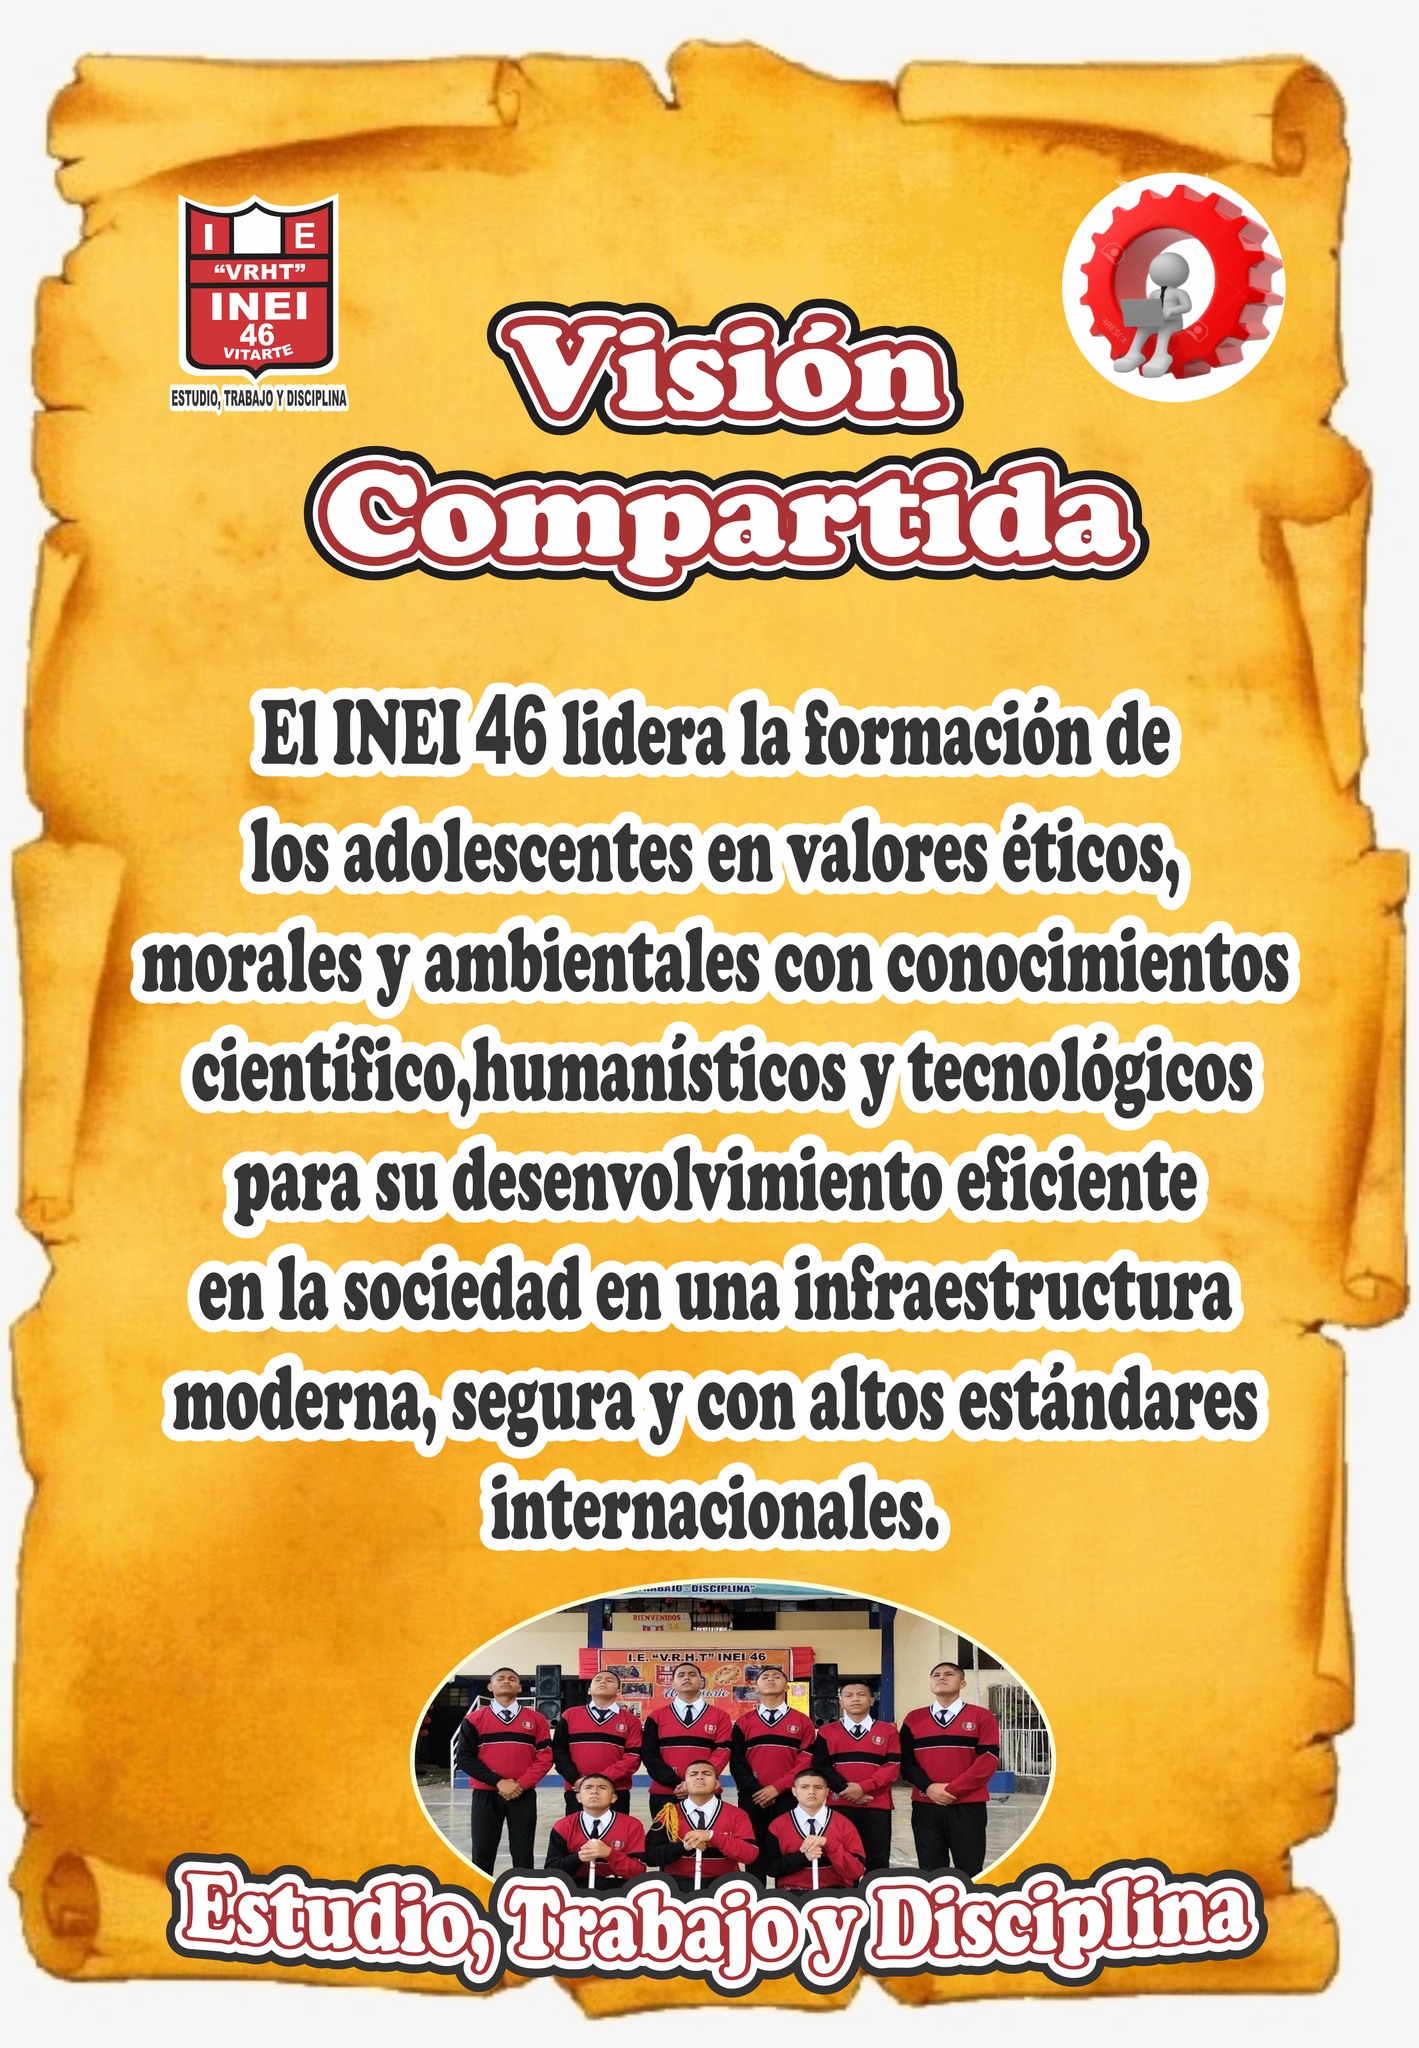 I E
“VRHT”
INEI
46
VITARTE
ESTUDIO, TRABAJO Y DISCIPLINA
Visión
Compartida
El INEI 46 lidera la formación de
los adolescentes en valores éticos,
morales y ambientales con conocimientos
científico,humanísticos y tecnológicos
para su desenvolvimiento eficiente
en la sociedad en una infraestructura
moderna, segura y con altos estándares
internacionales.
TRABAJO - DISCIPLINA"
BIENVENIDOS
I.E. "V.R.H.T" INEI 46
Estudio, Trabajo y Disciplina